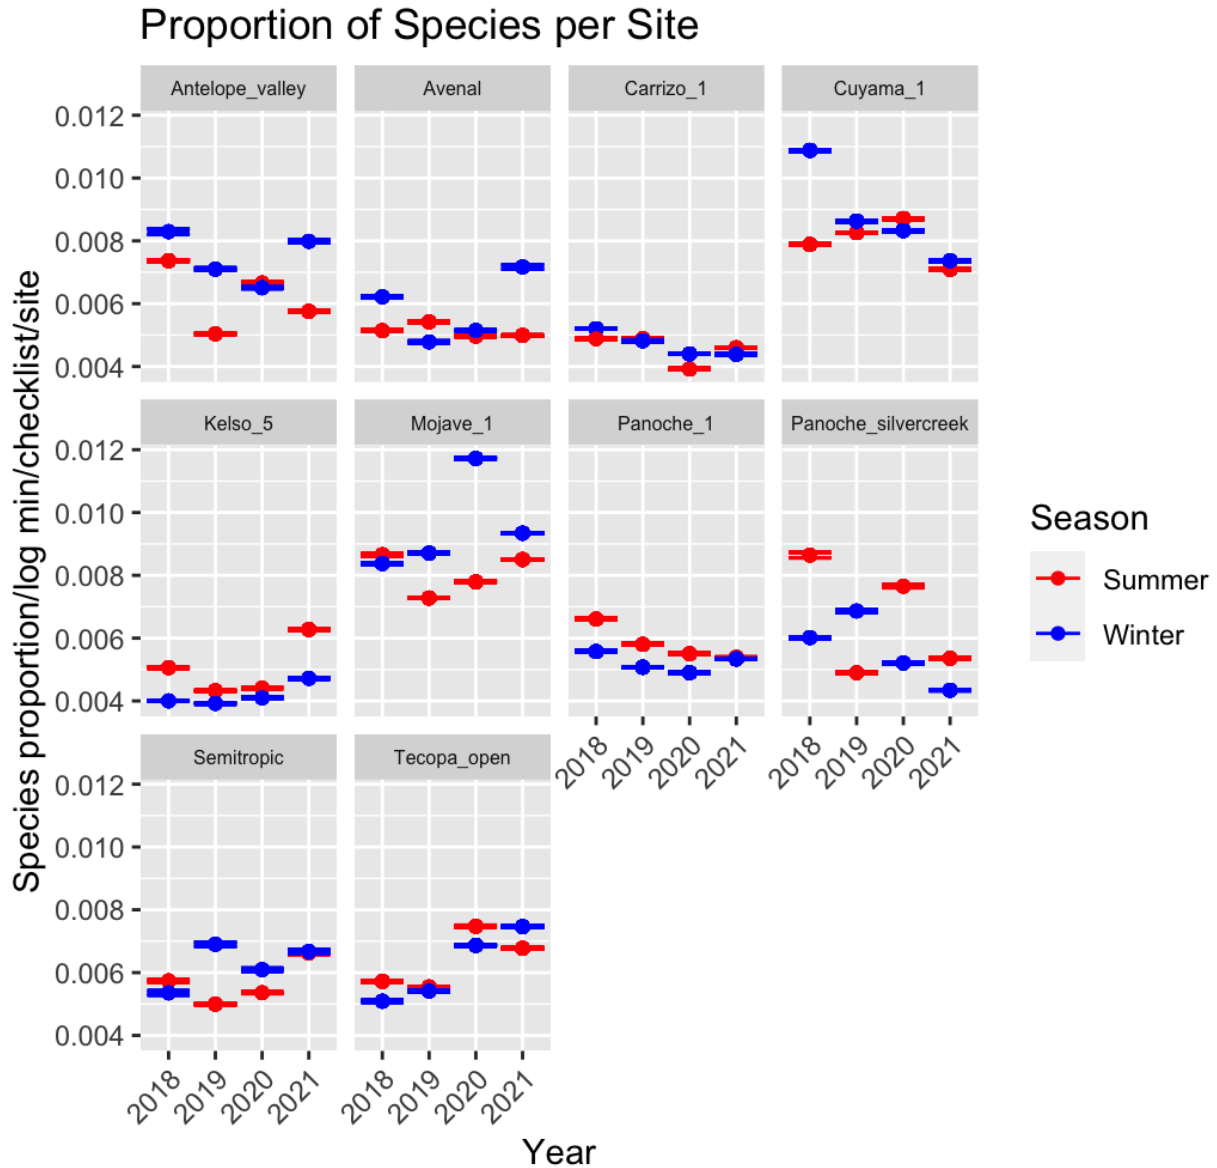 Proportion of Species per Site
Antelope_valley Avenal Carrizo_1 Cuyama_1
0.012
0.010
0.008
0.006
0.004
Kelso_5 Mojave_1 Panoche_1 Panoche_silvercreek
0.012
0.010
0.008
0.006
0.004
2018 2019 2020 2021 2018 2019 2020 2021
Semitropic Tecopa_open
0.012
0.010
0.008
0.006
0.004
2018 2019 2020 2021 2018 2019 2020 2021
Year
Species proportion/log min/checklist/site
Season
Summer
Winter